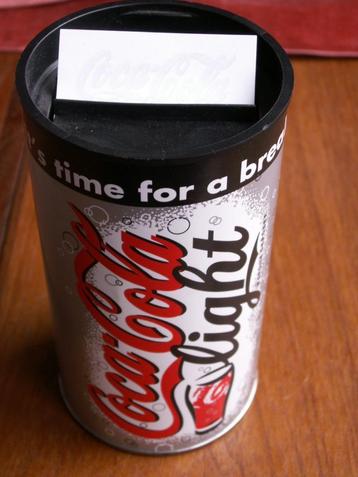 Coca-Cola
's time for a brea
Coca-Cola
light